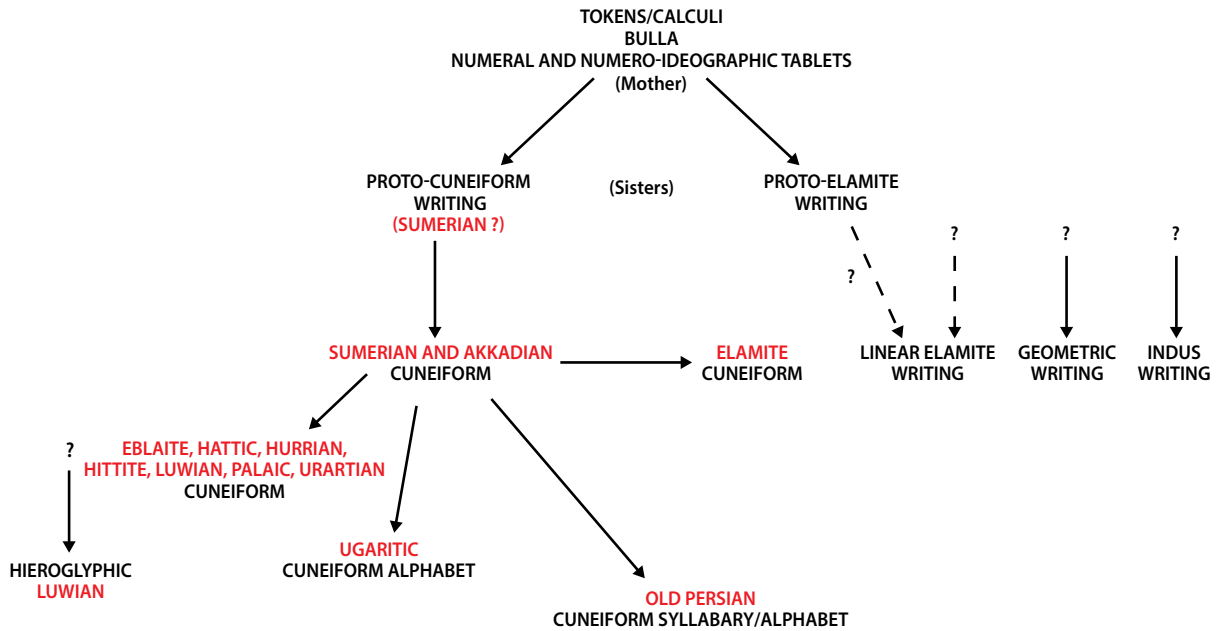 TOKENS/CALCULI
BULLA
NUMERAL AND NUMERO-IDEOGRAPHIC TABLETS
(Mother)
PROTO-CUNEIFORM
WRITING
(SUMERIAN ?)
(Sisters)
PROTO-ELAMITE
WRITING
?
?
?
?
SUMERIAN AND AKKADIAN
CUNEIFORM
ELAMITE
CUNEIFORM
LINEAR ELAMITE
WRITING
GEOMETRIC
WRITING
INDUS
WRITING
?
EBLAITE, HATTIC, HURRIAN,
HITTITE, LUWIAN, PALAIC, URARTIAN
CUNEIFORM
HIEROGLYPHIC
LUWIAN
UGARITIC
CUNEIFORM ALPHABET
OLD PERSIAN
CUNEIFORM SYLLABARY/ALPHABET